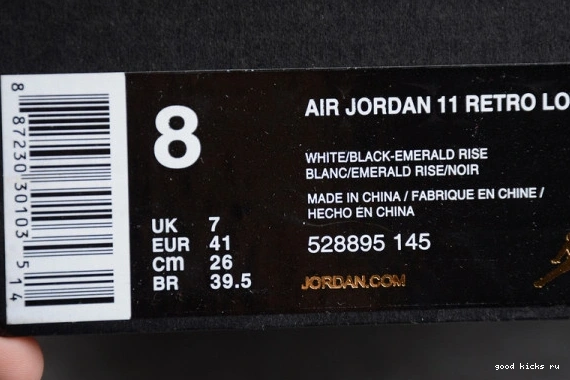 8 87230 30103 5 14
8
UK 7
EUR 41
cm 26
BR 39.5
AIR JORDAN 11 RETRO LO
WHITE/BLACK-EMERALD RISE
BLANC/EMERALD RISE/NOIR
MADE IN CHINA / FABRIQUE EN CHINE /
HECHO EN CHINA
528895 145
JORDAN.COM
good kicks ru